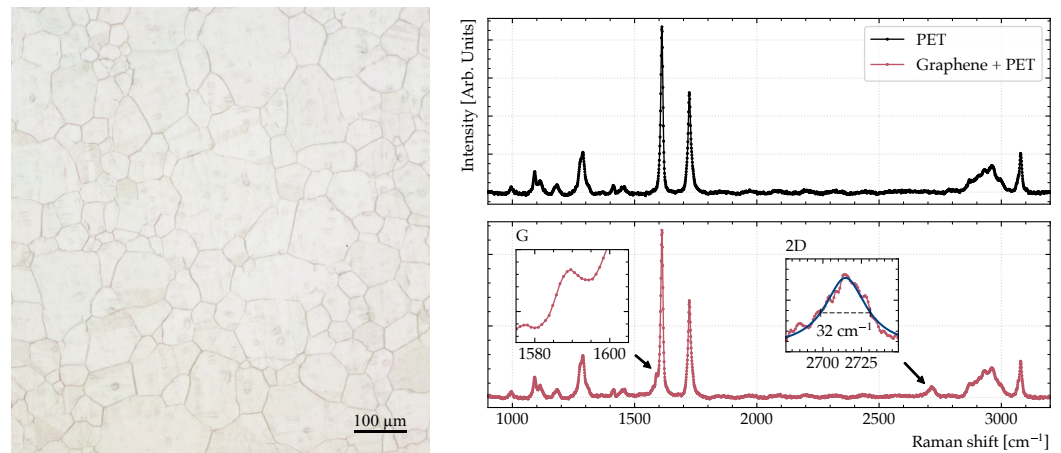 100 μm
Intensity [Arb. Units]
PET
Graphene + PET
G
1580 1600
2D
32 cm⁻¹
2700 2725
1000 1500 2000 2500 3000
Raman shift [cm⁻¹]